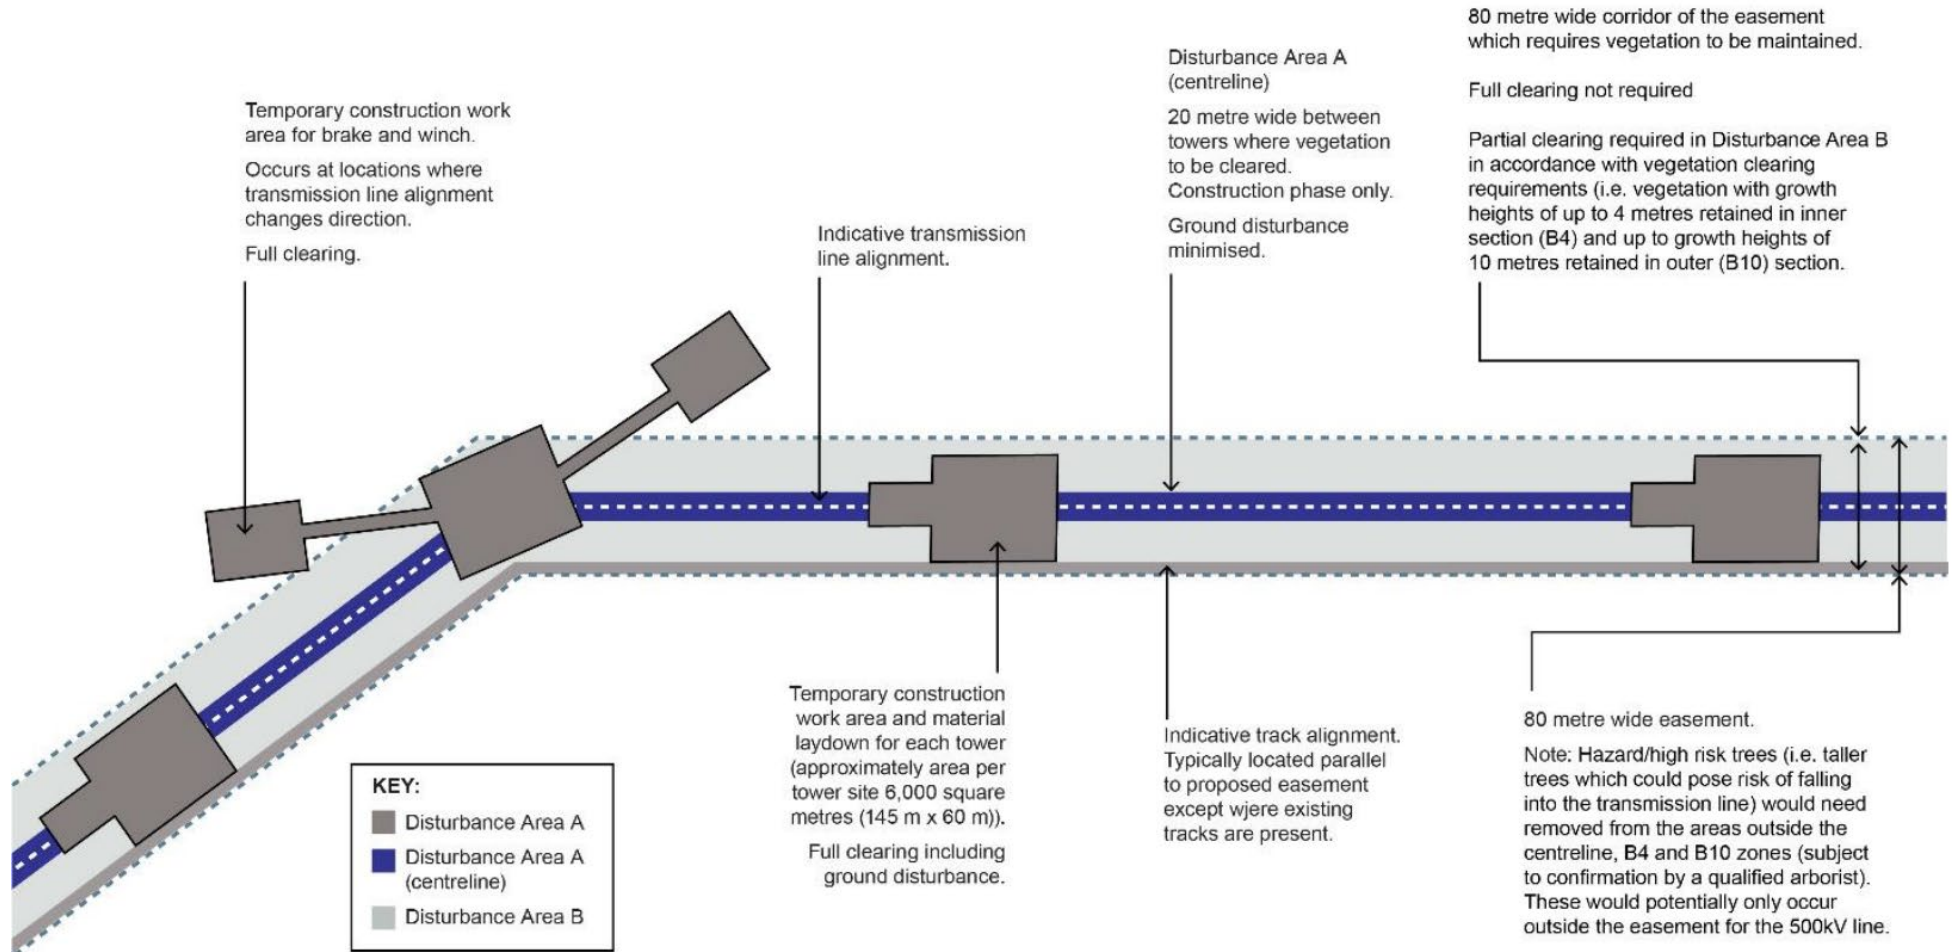 Temporary construction work
area for brake and winch.
Occurs at locations where
transmission line alignment
changes direction.
Full clearing.
Indicative transmission
line alignment.
Disturbance Area A
(centreline)
20 metre wide between
towers where vegetation
to be cleared.
Construction phase only.
Ground disturbance
minimised.
80 metre wide corridor of the easement
which requires vegetation to be maintained.
Full clearing not required
Partial clearing required in Disturbance Area B
in accordance with vegetation clearing
requirements (i.e. vegetation with growth
heights of up to 4 metres retained in inner
section (B4) and up to growth heights of
10 metres retained in outer (B10) section.
KEY:
Disturbance Area A
Disturbance Area A
(centreline)
Disturbance Area B
Temporary construction
work area and material
laydown for each tower
(approximately area per
tower site 6,000 square
metres (145 m x 60 m)).
Full clearing including
ground disturbance.
Indicative track alignment.
Typically located parallel
to proposed easement
except wjere existing
tracks are present.
80 metre wide easement.
Note: Hazard/high risk trees (i.e. taller
trees which could pose risk of falling
into the transmission line) would need
removed from the areas outside the
centreline, B4 and B10 zones (subject
to confirmation by a qualified arborist).
These would potentially only occur
outside the easement for the 500kV line.